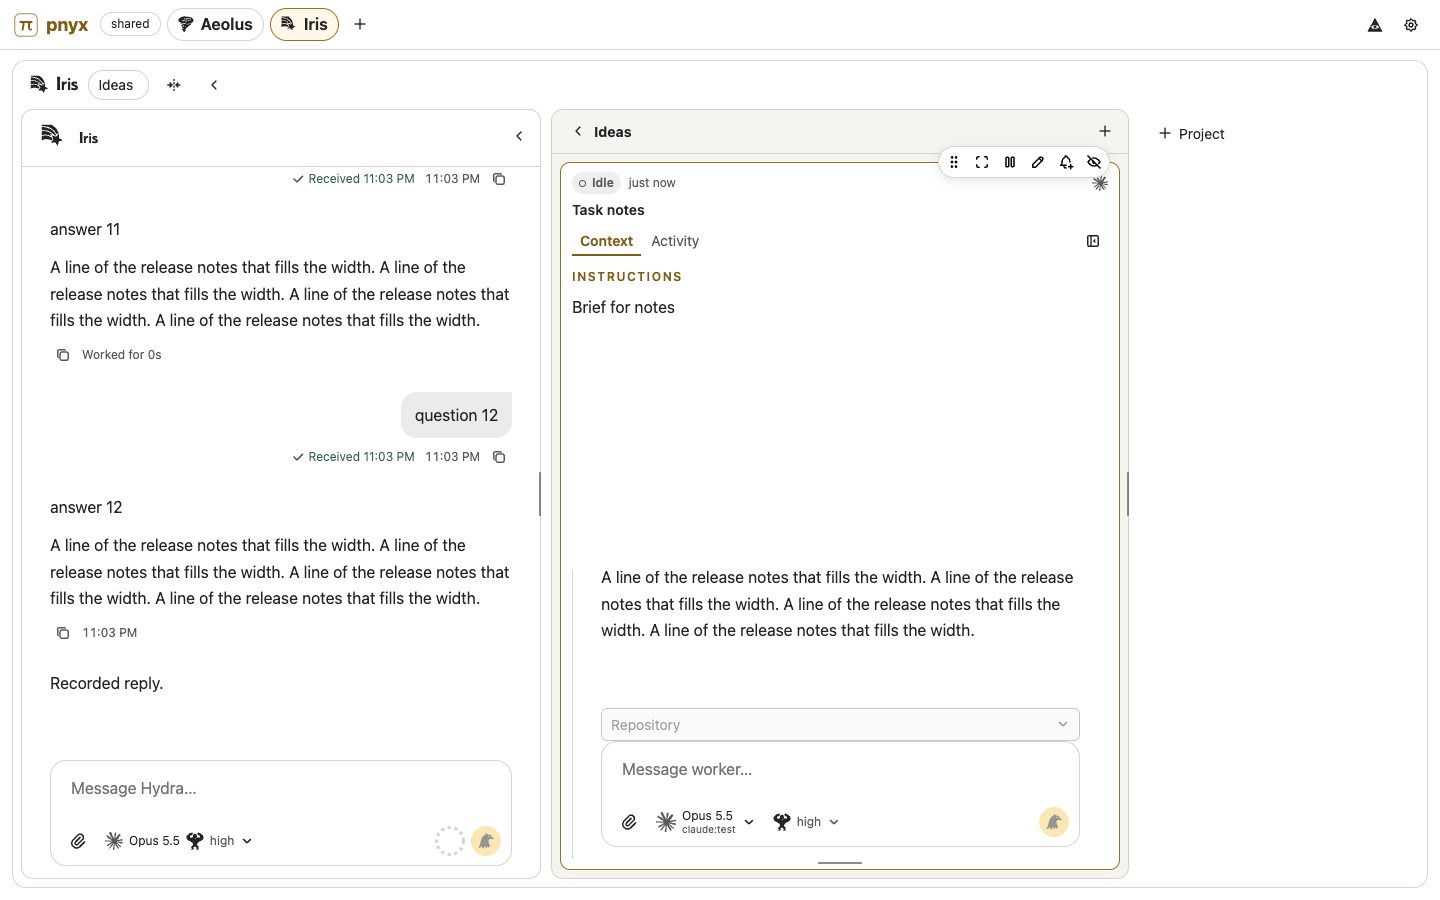 π pnyx shared Aeolus Iris
Iris Ideas
Iris
Received 11:03 PM 11:03 PM
answer 11
A line of the release notes that fills the width. A line of the
release notes that fills the width. A line of the release notes that
fills the width. A line of the release notes that fills the width.
Worked for 0s
question 12
Received 11:03 PM 11:03 PM
answer 12
A line of the release notes that fills the width. A line of the
release notes that fills the width. A line of the release notes that
fills the width. A line of the release notes that fills the width.
11:03 PM
Recorded reply.
Message Hydra...
Opus 5.5 high
Ideas
Idle just now
Task notes
Context Activity
INSTRUCTIONS
Brief for notes
A line of the release notes that fills the width. A line of the release
notes that fills the width. A line of the release notes that fills the
width. A line of the release notes that fills the width.
Repository
Message worker...
Opus 5.5
claude:test
high
Project